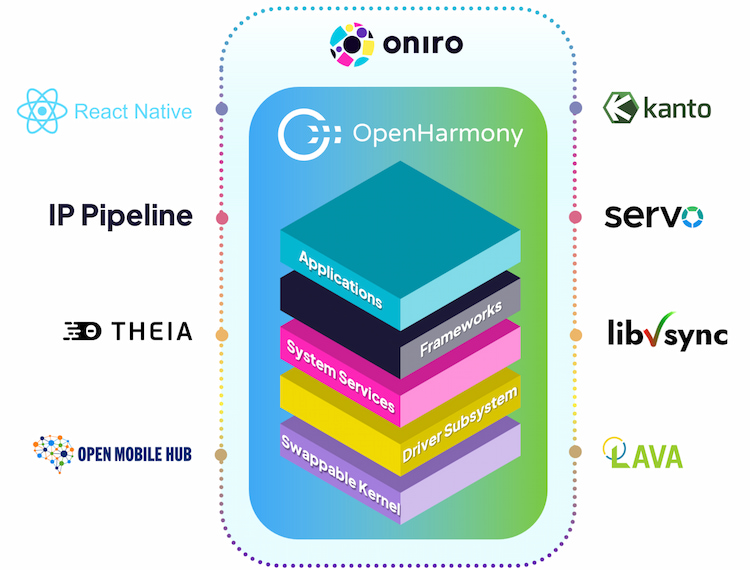 oniro
React Native
kanto
OpenHarmony
IP Pipeline
servo
Applications
Frameworks
THEIA
libvsync
System Services
Driver Subsystem
OPEN MOBILE HUB
Swappable Kernel
LAVA